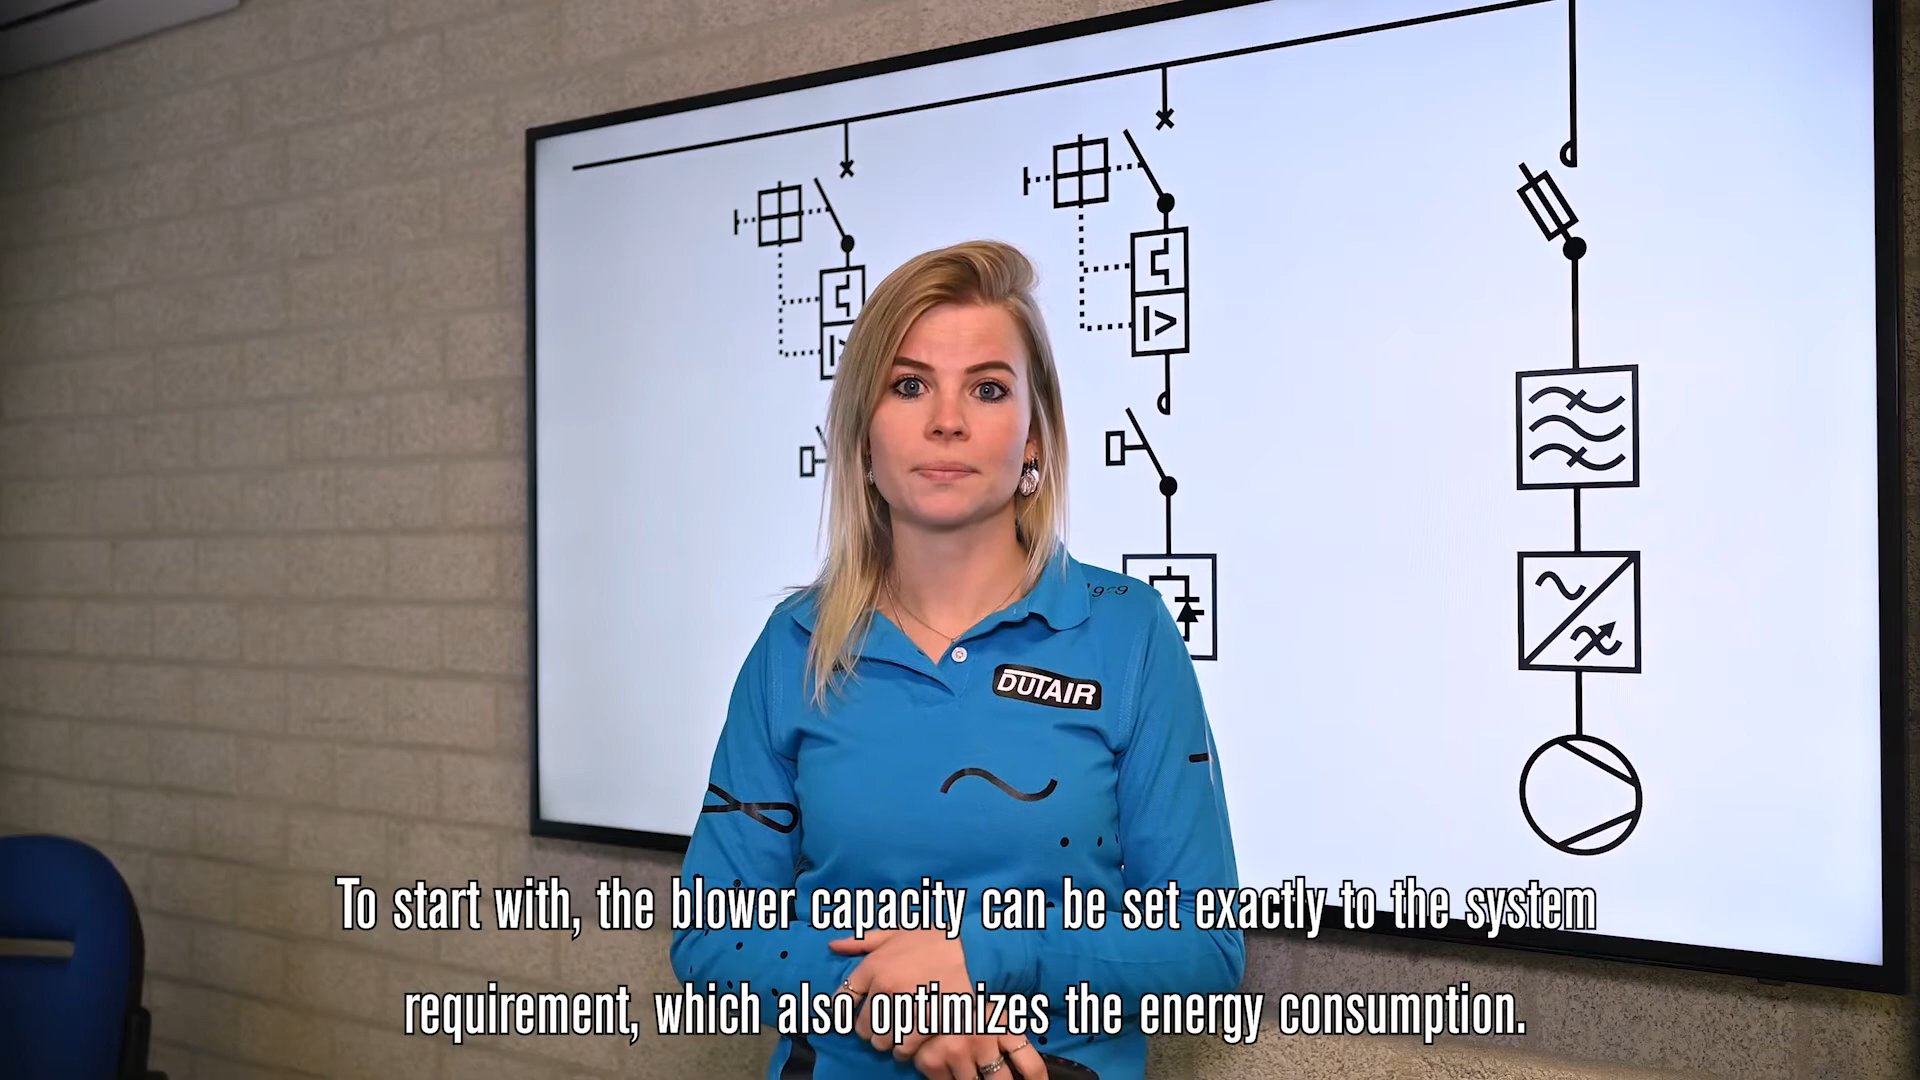 I>
DUTAIR
To start with, the blower capacity can be set exactly to the system
requirement, which also optimizes the energy consumption.